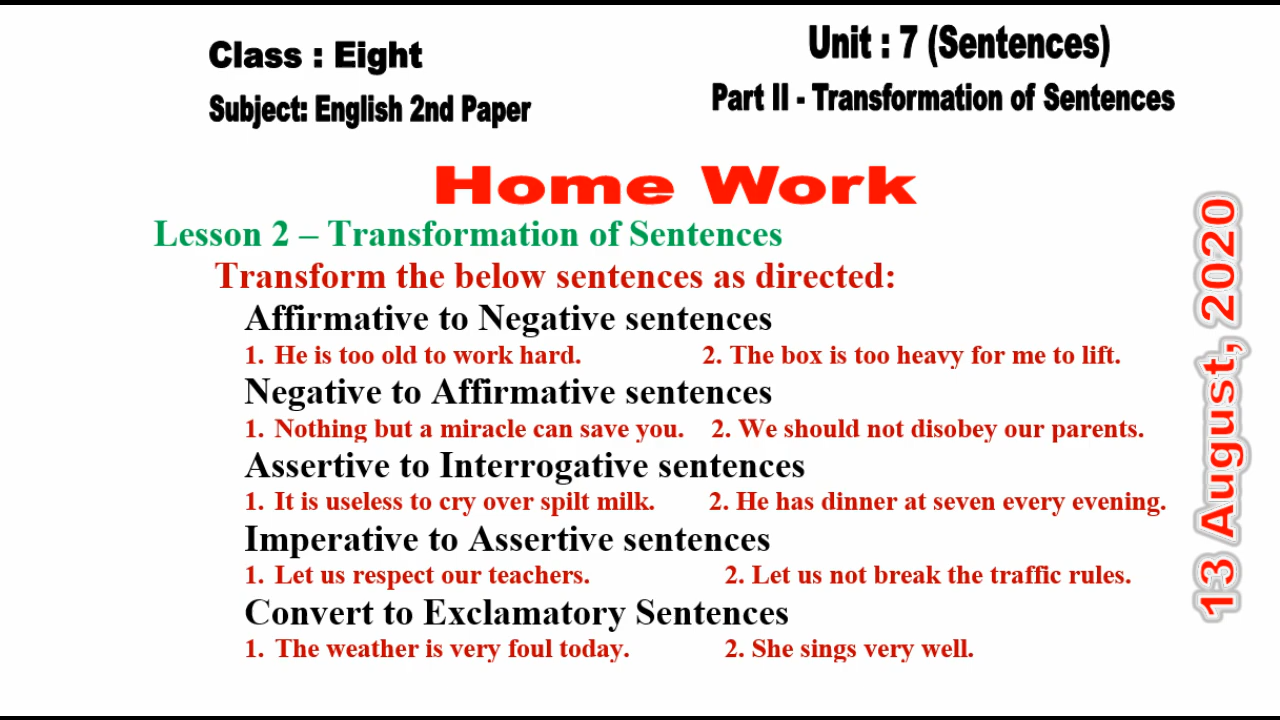 Class : Eight
Subject: English 2nd Paper
Unit : 7 (Sentences)
Part II - Transformation of Sentences
Home Work
Lesson 2 – Transformation of Sentences
Transform the below sentences as directed:
Affirmative to Negative sentences
1. He is too old to work hard. 2. The box is too heavy for me to lift.
Negative to Affirmative sentences
1. Nothing but a miracle can save you. 2. We should not disobey our parents.
Assertive to Interrogative sentences
1. It is useless to cry over spilt milk. 2. He has dinner at seven every evening.
Imperative to Assertive sentences
1. Let us respect our teachers. 2. Let us not break the traffic rules.
Convert to Exclamatory Sentences
1. The weather is very foul today. 2. She sings very well.
13 August, 2020